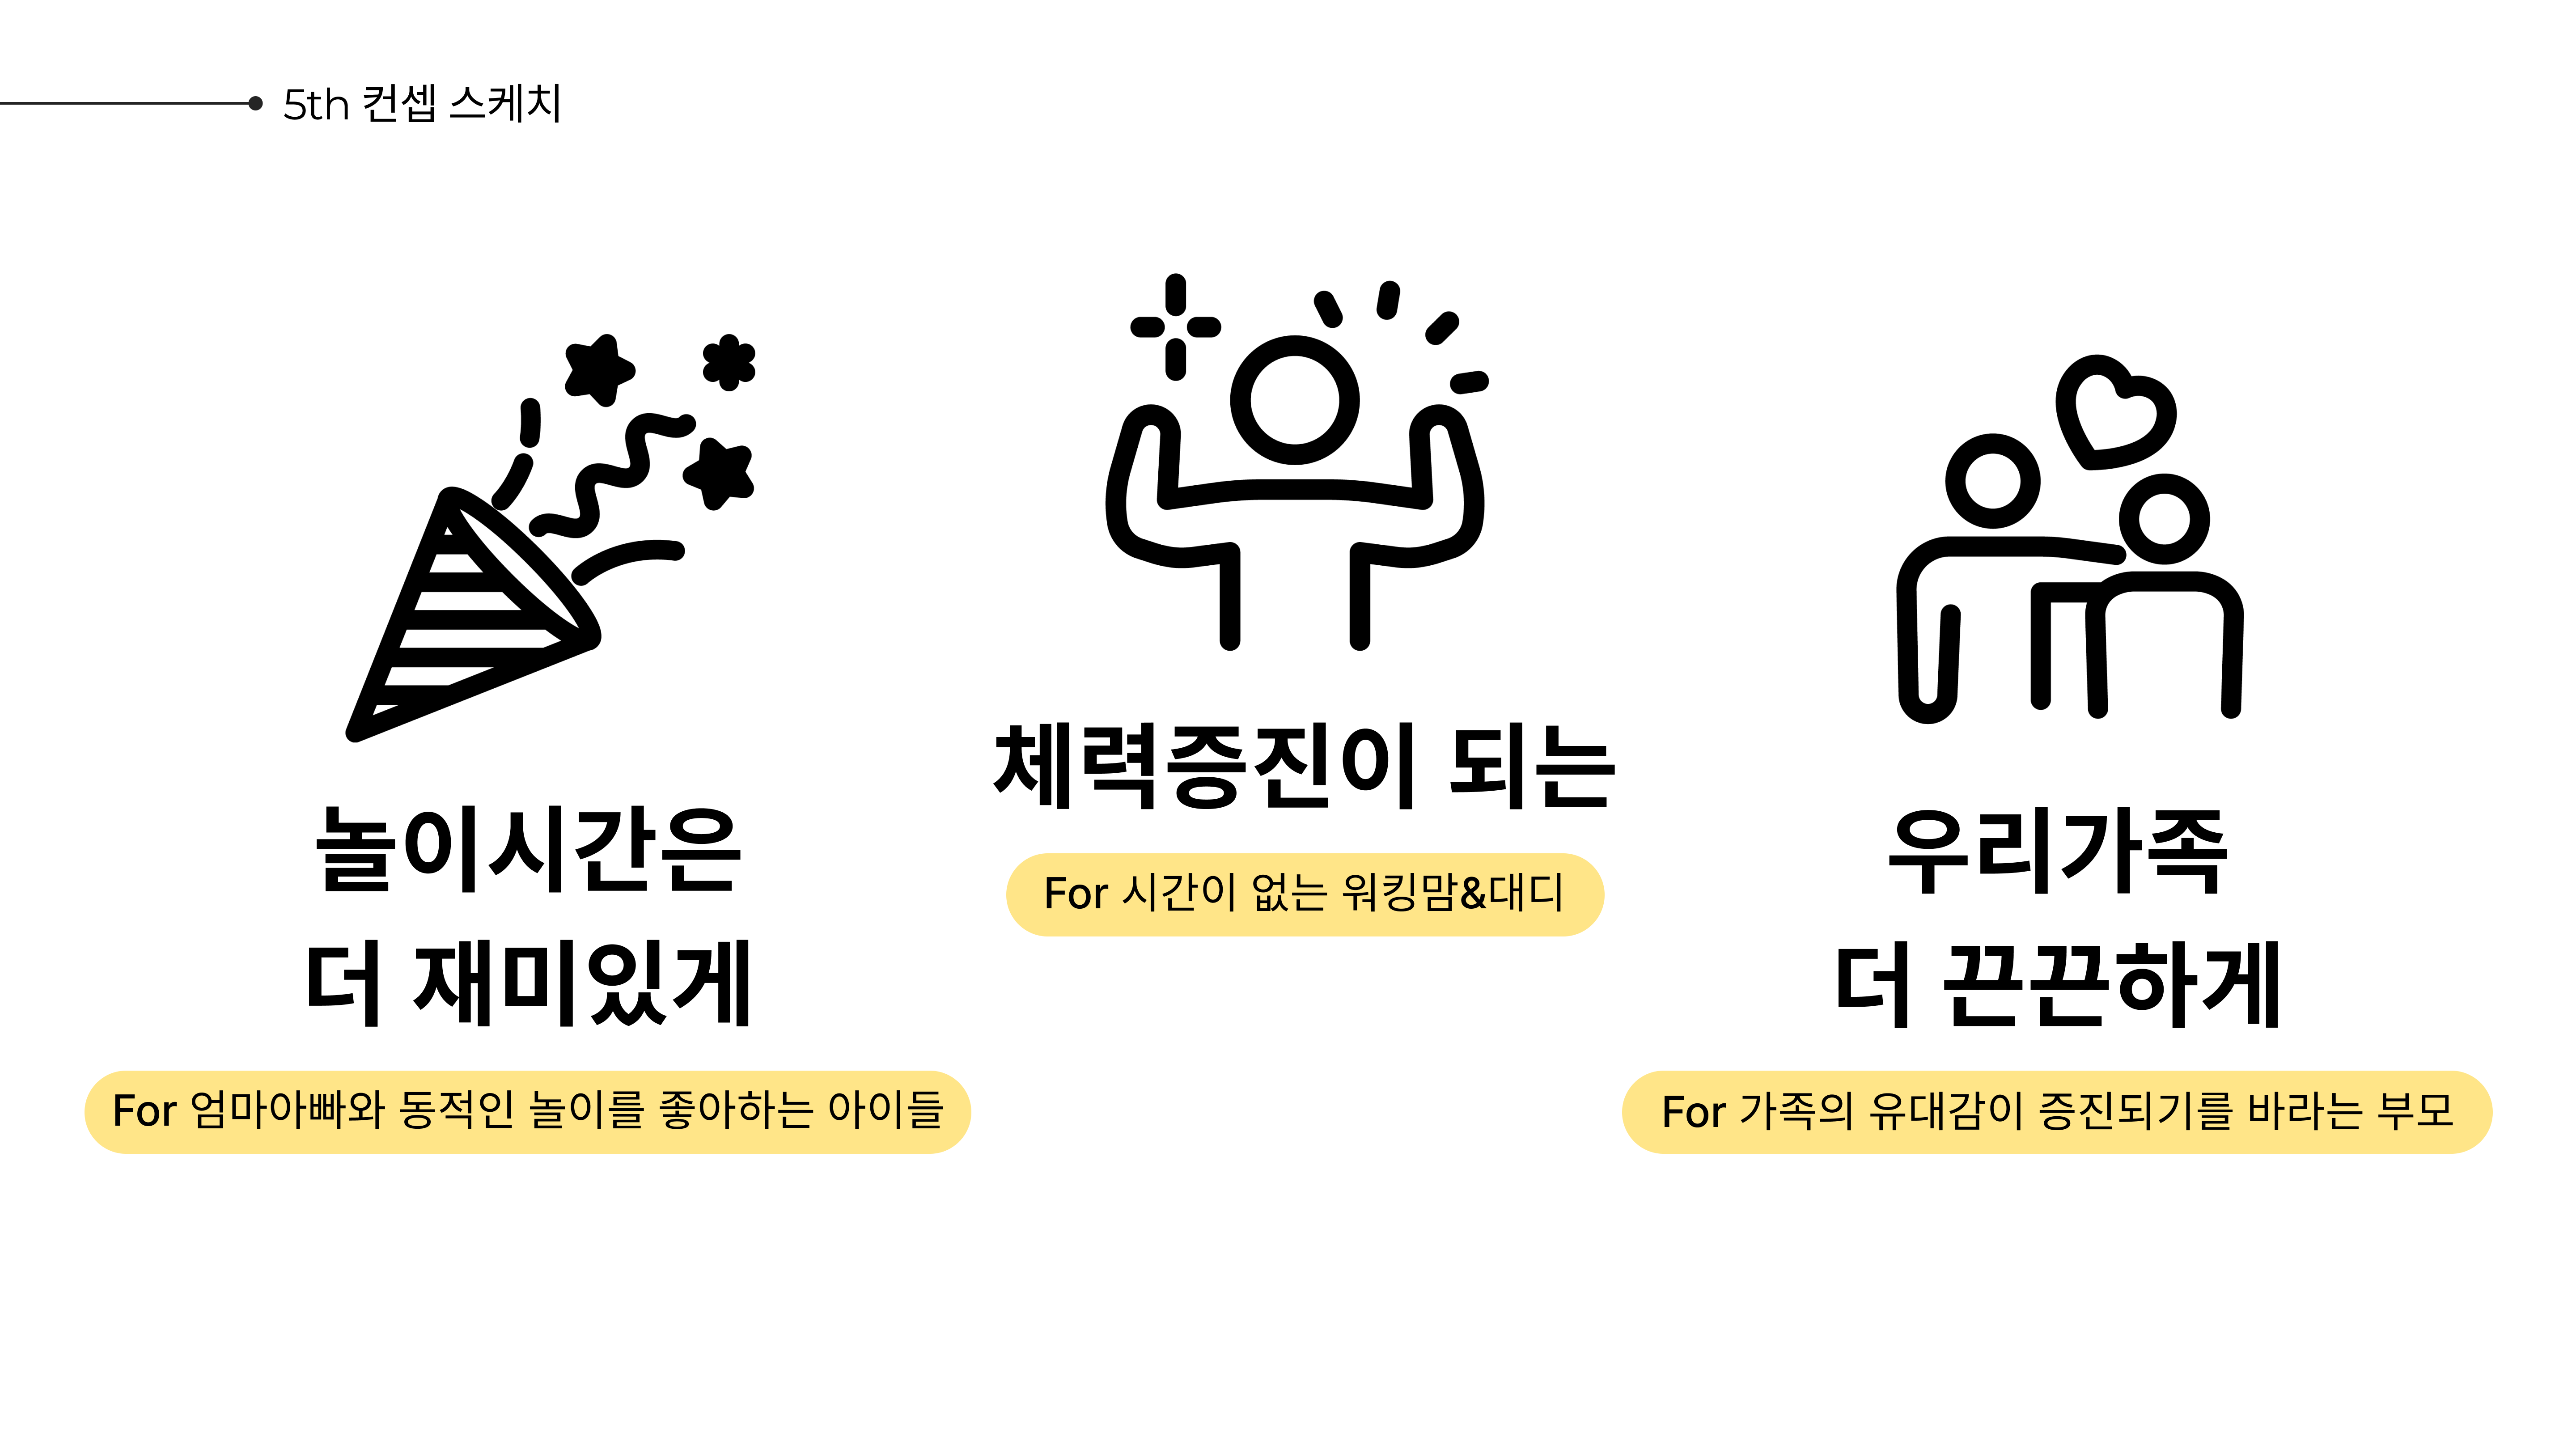 5th 컨셉 스케치
놀이시간은
더 재미있게
For 엄마아빠와 동적인 놀이를 좋아하는 아이들
체력증진이 되는
For 시간이 없는 워킹맘&대디
우리가족
더 끈끈하게
For 가족의 유대감이 증진되기를 바라는 부모